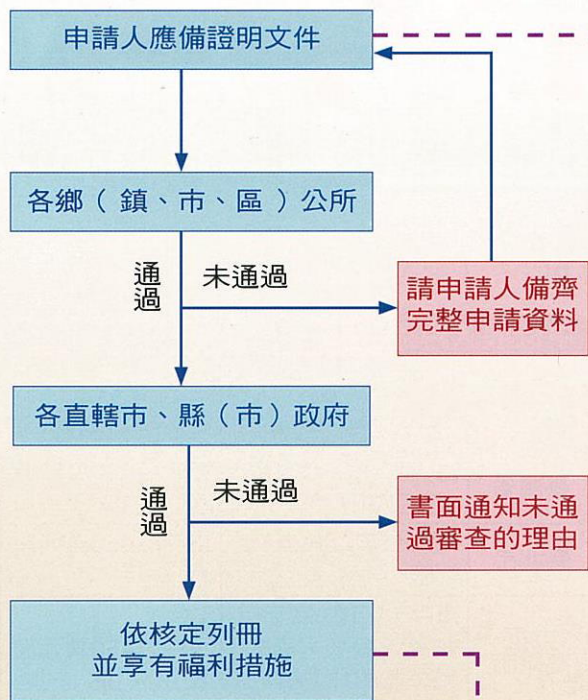 申請人應備證明文件
各鄉（鎮、市、區）公所
通過
未通過
請申請人備齊
完整申請資料
各直轄市、縣（市）政府
通過
未通過
書面通知未通
過審查的理由
依核定列冊
並享有福利措施